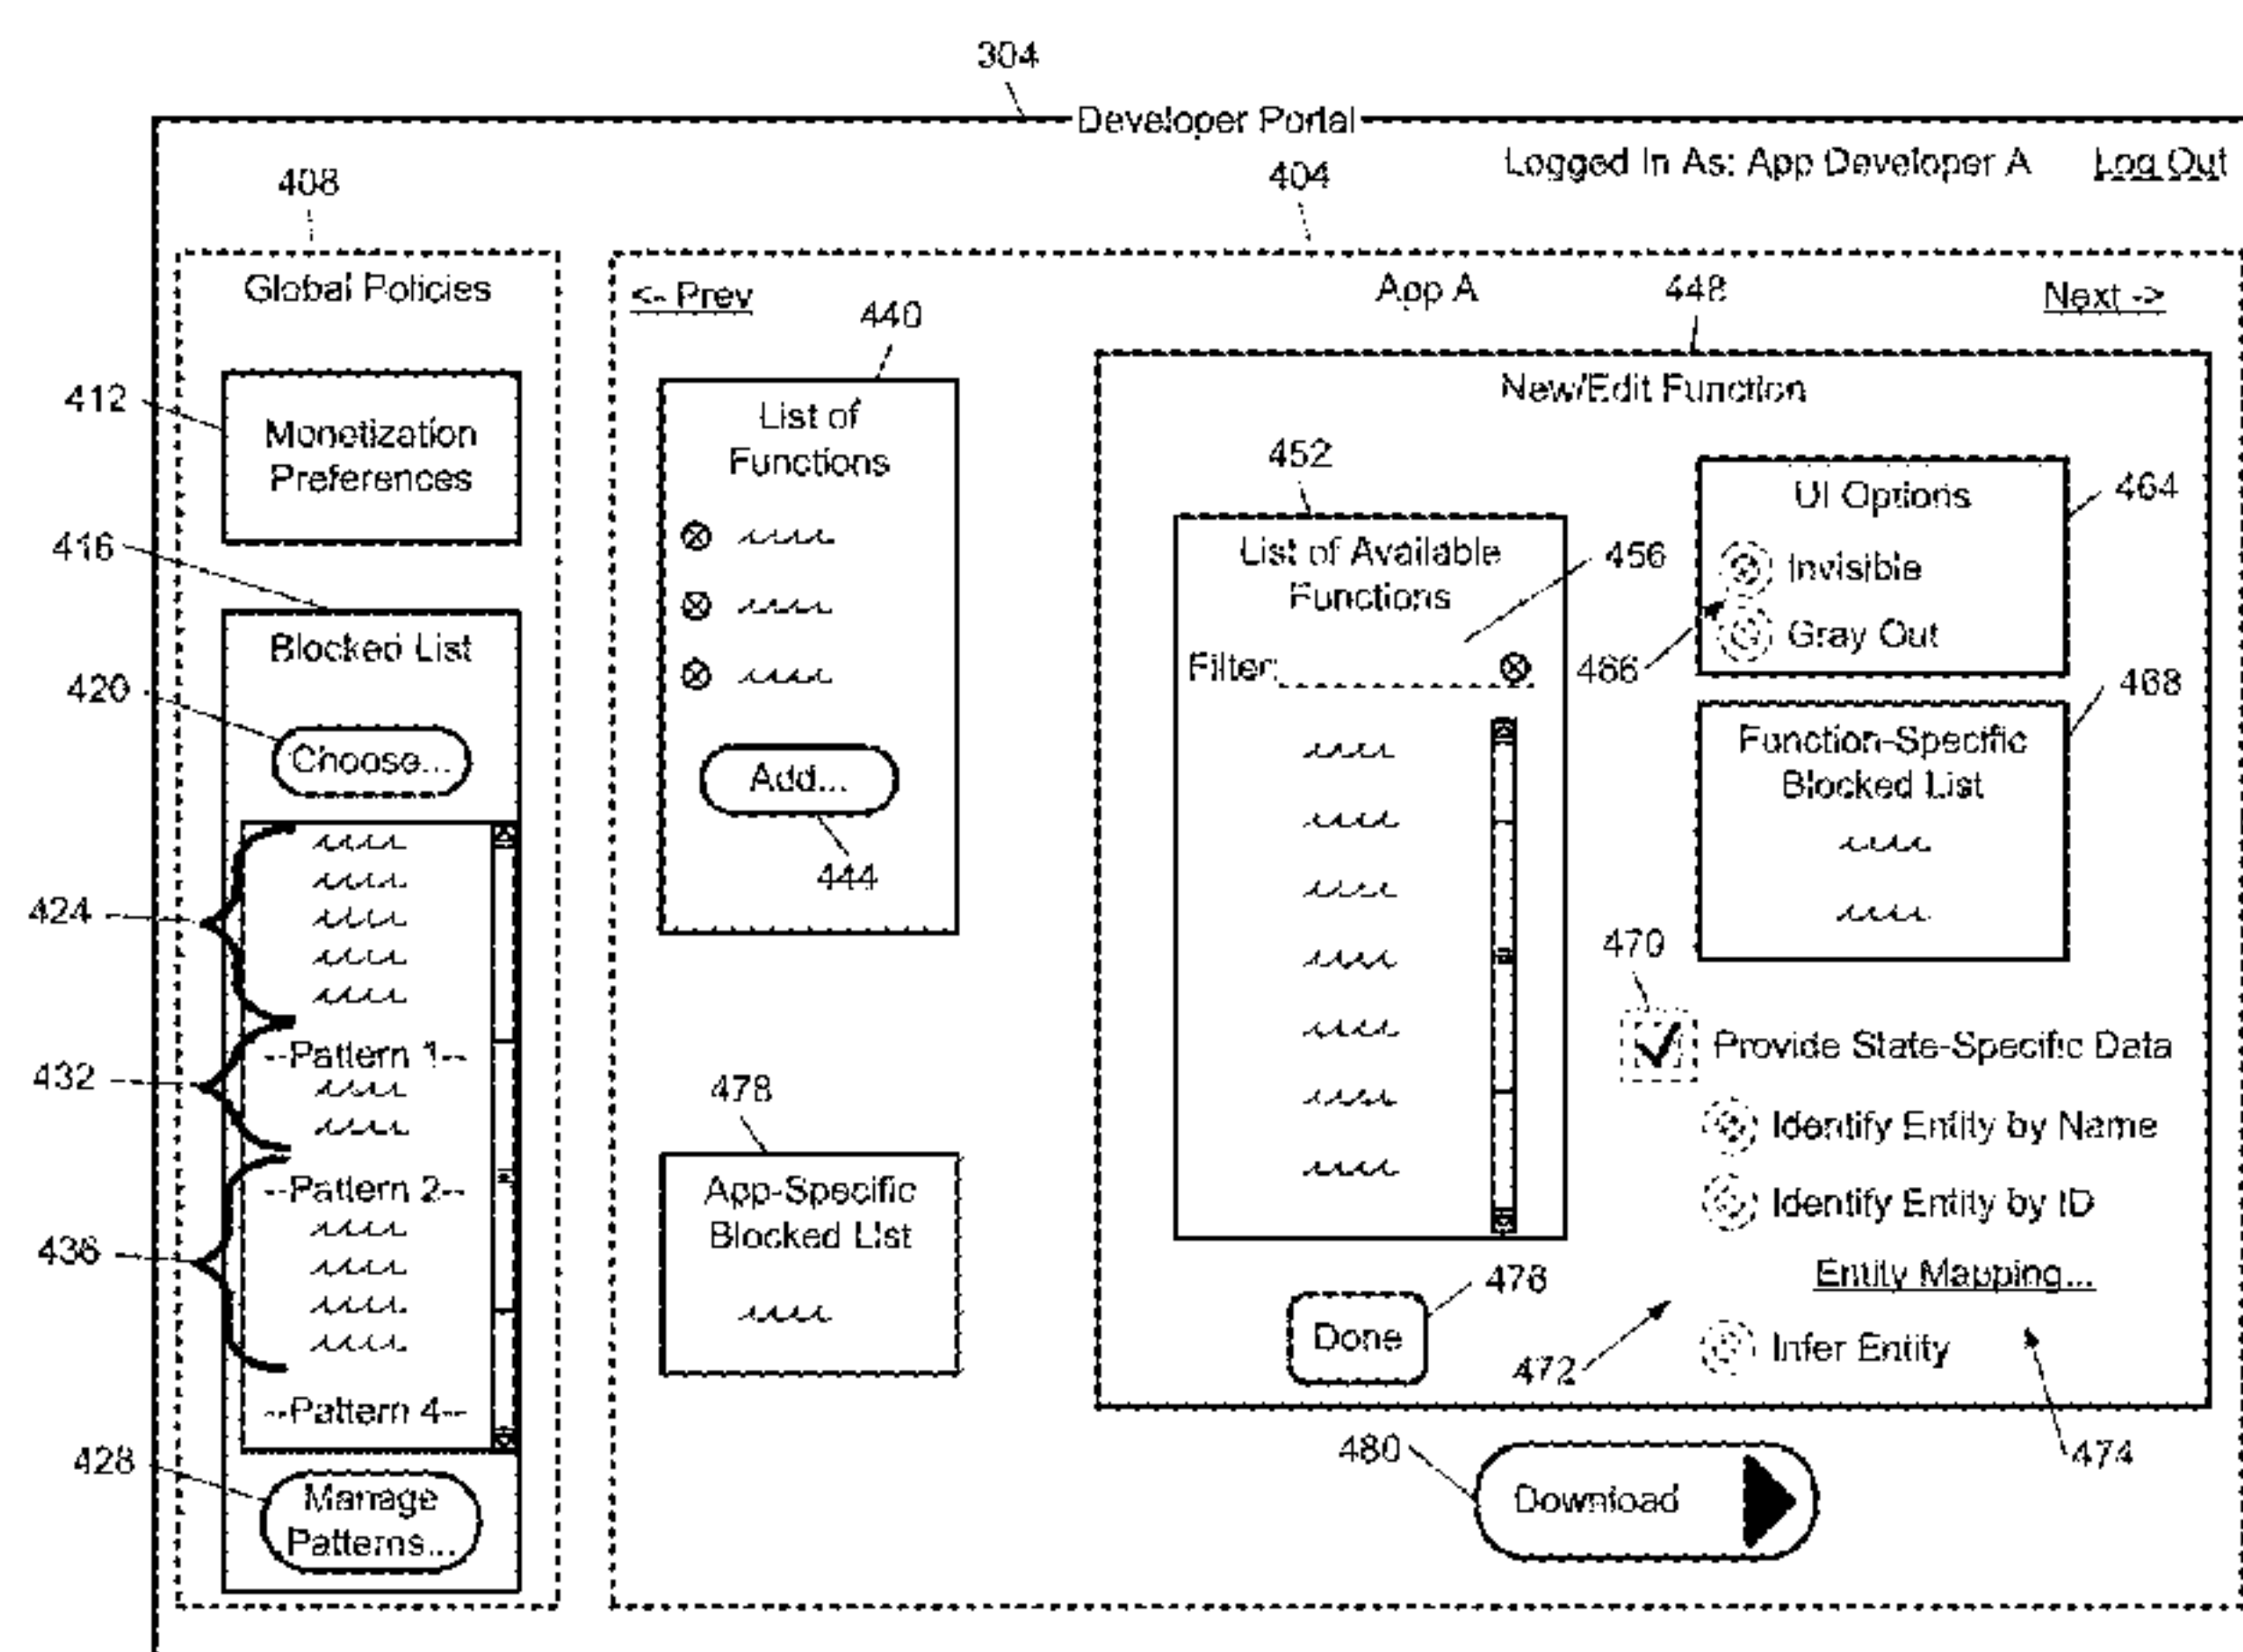 304
Developer Portal
Logged In As: App Developer A
Log Out
408
404
Global Policies
<- Prev
App A
448
Next ->
440
412
Monetization
Preferences
416
Blocked List
420
Choose...
424
--Pattern 1--
432
--Pattern 2--
436
--Pattern 4--
428
Manage
Patterns...
List of
Functions
Add...
444
478
App-Specific
Blocked List
New/Edit Function
452
List of Available
Functions
456
Filter:
UI Options
464
Invisible
Gray Out
466
468
Function-Specific
Blocked List
470
Provide State-Specific Data
Identify Entity by Name
Identify Entity by ID
Entity Mapping...
Infer Entity
476
Done
472
474
480
Download